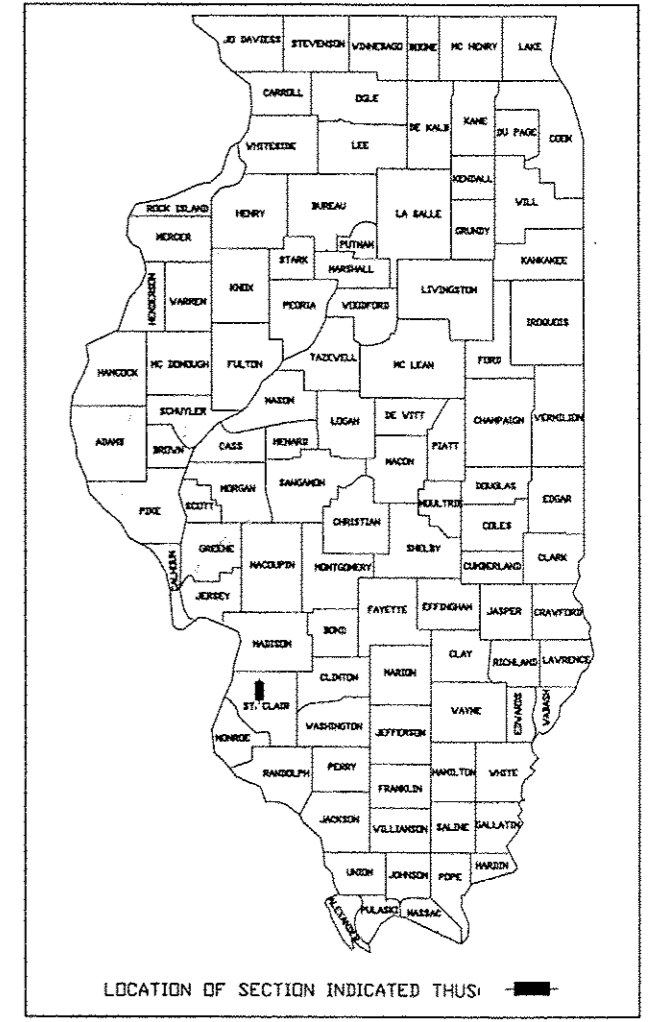 JO DAVIESS STEVENSON WINNEBAGO BOONE MC HENRY LAKE
CARROLL OGLE
DE KALB KANE DU PAGE COOK
WHITESIDE LEE
KENDALL
ROCK ISLAND HENRY BUREAU LA SALLE GRUNDY WILL
MERCER PUTNAM
STARK MARSHALL KANKAKEE
HENDERSON WARREN KNOX PEORIA WOODFORD LIVINGSTON
IROQUOIS
HANCOCK MC DONOUGH FULTON TAZEWELL MC LEAN FORD
MASON
SCHUYLER LOGAN DE WITT CHAMPAIGN VERMILION
ADAMS BROWN CASS MENARD MACON PIATT
MORGAN SANGAMON DOUGLAS
PIKE SCOTT CHRISTIAN MOULTRIE EDGAR
COLES
GREENE SHELBY
CALHOUN MACOUPIN MONTGOMERY CUMBERLAND CLARK
JERSEY FAYETTE EFFINGHAM JASPER CRAWFORD
MADISON BOND
CLAY RICHLAND LAWRENCE
CLINTON MARION
ST. CLAIR WAYNE EDWARDS WABASH
WASHINGTON JEFFERSON
MONROE
RANDOLPH PERRY HAMILTON WHITE
FRANKLIN
JACKSON WILLIAMSON SALINE GALLATIN
UNION JOHNSON POPE HARDIN
ALEXANDER PULASKI MASSAC
LOCATION OF SECTION INDICATED THUS: